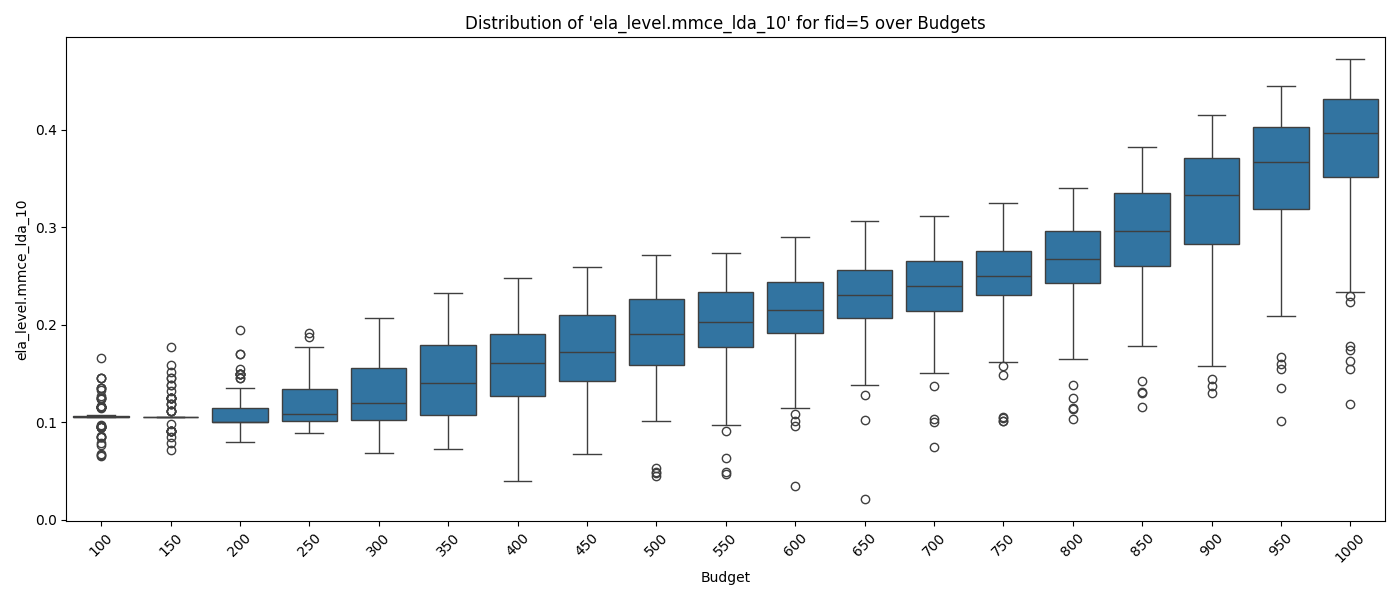 Distribution of 'ela_level.mmce_lda_10' for fid=5 over Budgets
ela_level.mmce_lda_10
0.4
0.3
0.2
0.1
0.0
100 150 200 250 300 350 400 450 500 550 600 650 700 750 800 850 900 950 1000
Budget